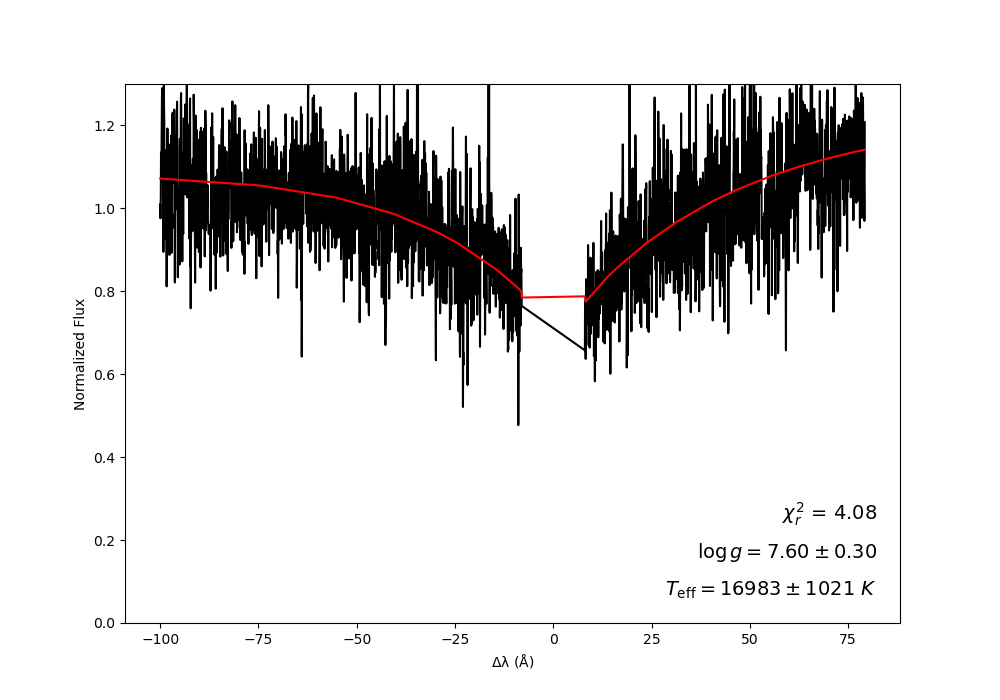 1.2
1.0
0.8
0.6
0.4
0.2
0.0
Normalized Flux
χ²ᵣ = 4.08
log g = 7.60 ± 0.30
T_eff = 16983 ± 1021 K
−100 −75 −50 −25 0 25 50 75
Δλ (Å)